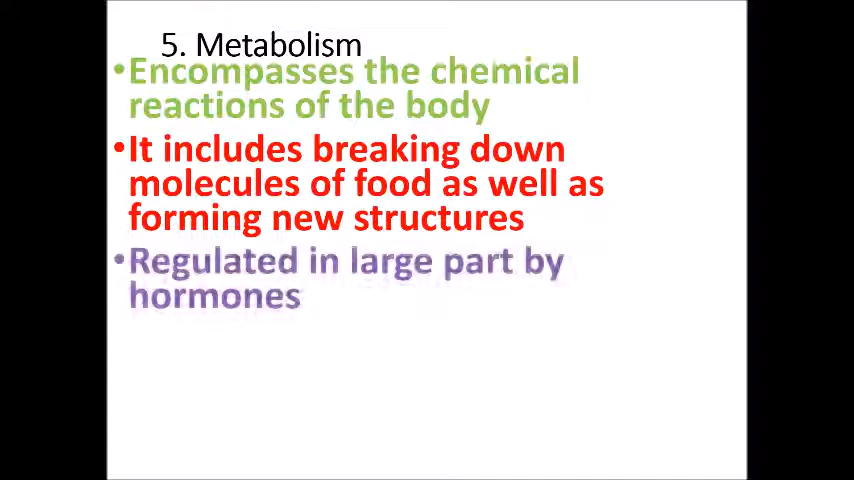 5. Metabolism
•Encompasses the chemical
reactions of the body
•It includes breaking down
molecules of food as well as
forming new structures
•Regulated in large part by
hormones